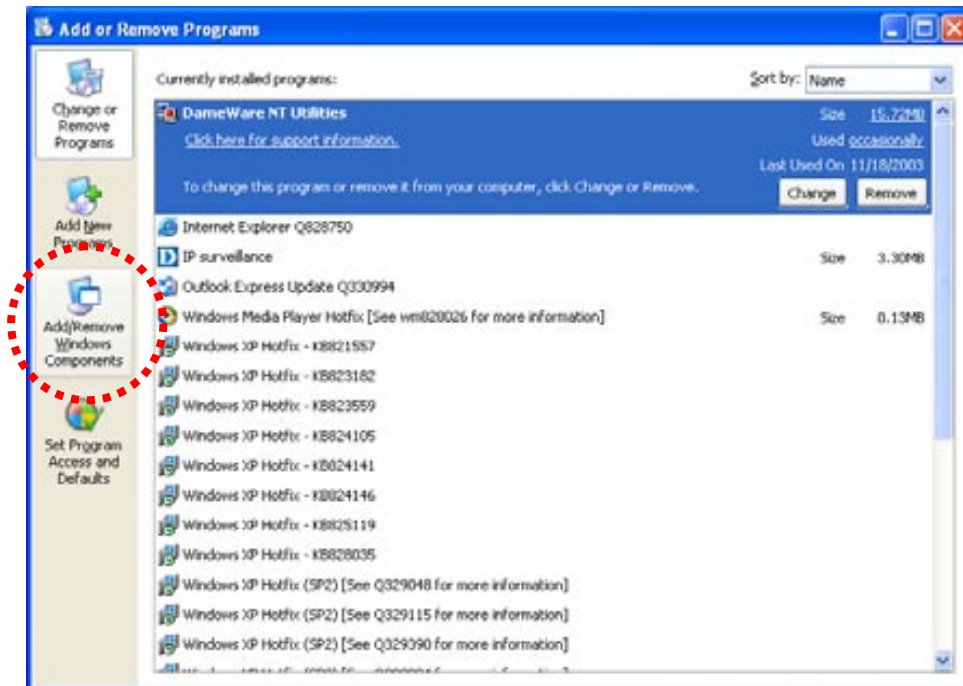 Add or Remove Programs
Change or
Remove
Programs
Add New
Programs
Add/Remove
Windows
Components
Set Program
Access and
Defaults
Currently installed programs:
Sort by: Name
DameWare NT Utilities
Size 15.72MB
Click here for support information.
Used occasionally
Last Used On 11/18/2003
To change this program or remove it from your computer, click Change or Remove.
Change Remove
Internet Explorer Q828750
IP surveillance Size 3.30MB
Outlook Express Update Q330994
Windows Media Player Hotfix [See wm828026 for more information] Size 0.13MB
Windows XP Hotfix - KB821557
Windows XP Hotfix - KB823182
Windows XP Hotfix - KB823559
Windows XP Hotfix - KB824105
Windows XP Hotfix - KB824141
Windows XP Hotfix - KB824146
Windows XP Hotfix - KB825119
Windows XP Hotfix - KB828035
Windows XP Hotfix (SP2) [See Q329048 for more information]
Windows XP Hotfix (SP2) [See Q329115 for more information]
Windows XP Hotfix (SP2) [See Q329390 for more information]